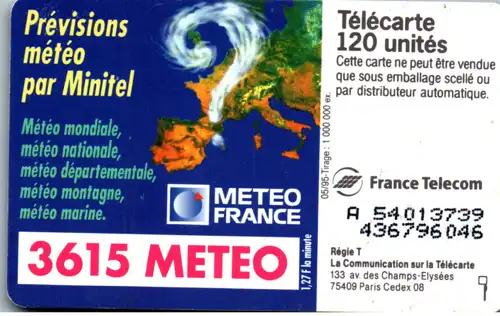 Prévisions
météo
par Minitel
Météo mondiale,
météo nationale,
météo départementale,
météo montagne,
météo marine.
METEO
FRANCE
3615 METEO
1,27 F la minute
05/95-Tirage : 1 000 000 ex.
Télécarte
120 unités
Cette carte ne peut être vendue
que sous emballage scellé ou
par distributeur automatique.
France Telecom
A 54013739
436796046
Régie T
La Communication sur la Télécarte
133 av. des Champs-Elysées
75409 Paris Cedex 08